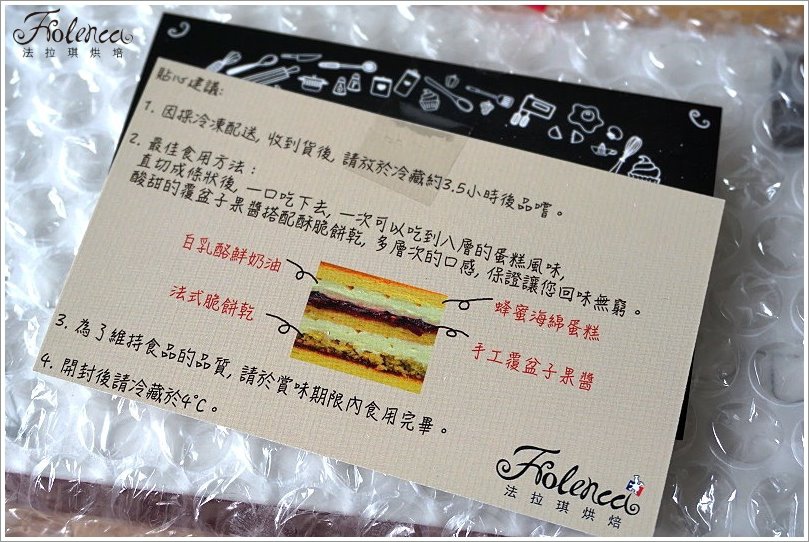 Folenca
法拉琪烘焙
貼心建議:
1. 因採冷凍配送, 收到貨後, 請放於冷藏約3.5小時後品嚐。
2. 最佳食用方法：
直切成條狀後, 一口吃下去, 一次可以吃到八層的蛋糕風味,
酸甜的覆盆子果醬搭配酥脆餅乾, 多層次的口感, 保證讓您回味無窮。
白乳酪鮮奶油
法式脆餅乾
蜂蜜海綿蛋糕
手工覆盆子果醬
3. 為了維持食品的品質, 請於賞味期限內食用完畢。
4. 開封後請冷藏於4°C。
Folenca
法拉琪烘焙